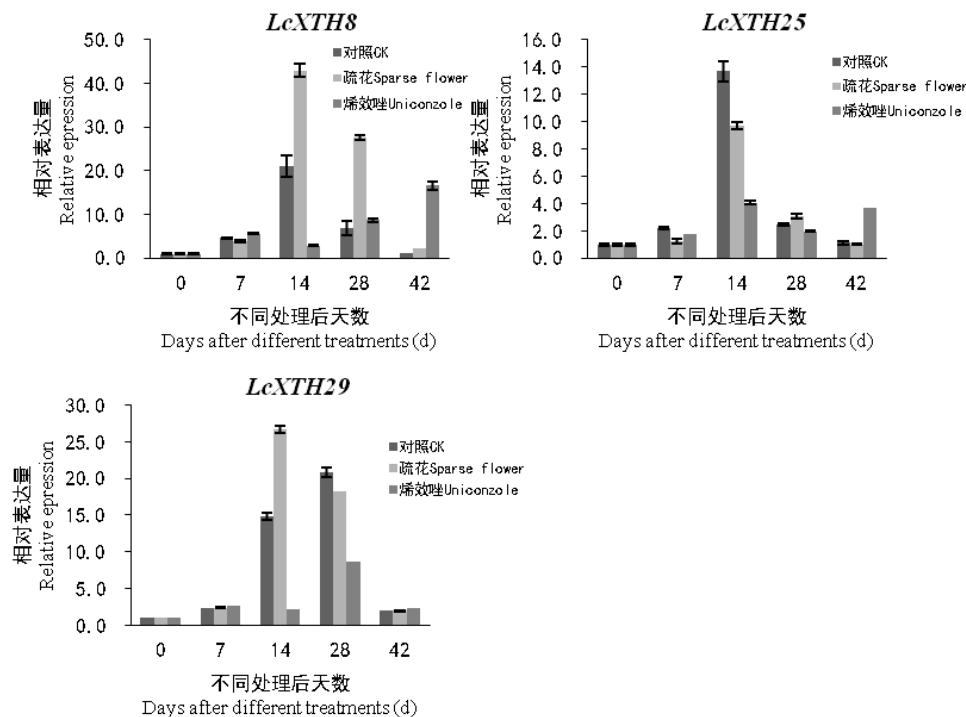 LcXTH8
50.0
40.0
30.0
20.0
10.0
0.0
相对表达量
Relative epression
对照CK
疏花Sparse flower
烯效唑Uniconzole
0 7 14 28 42
不同处理后天数
Days after different treatments (d)
LcXTH25
16.0
14.0
12.0
10.0
8.0
6.0
4.0
2.0
0.0
相对表达量
Relative epression
对照CK
疏花Sparse flower
烯效唑Uniconzole
0 7 14 28 42
不同处理后天数
Days after different treatments (d)
LcXTH29
30.0
25.0
20.0
15.0
10.0
5.0
0.0
相对表达量
Relative epression
对照CK
疏花Sparse flower
烯效唑Uniconzole
0 7 14 28 42
不同处理后天数
Days after different treatments (d)